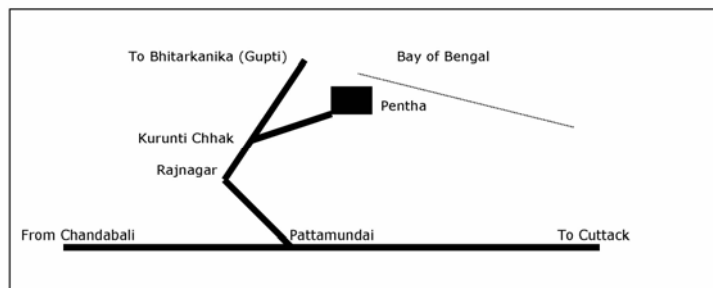 To Bhitarkanika (Gupti)
Bay of Bengal
Pentha
Kurunti Chhak
Rajnagar
From Chandabali
Pattamundai
To Cuttack